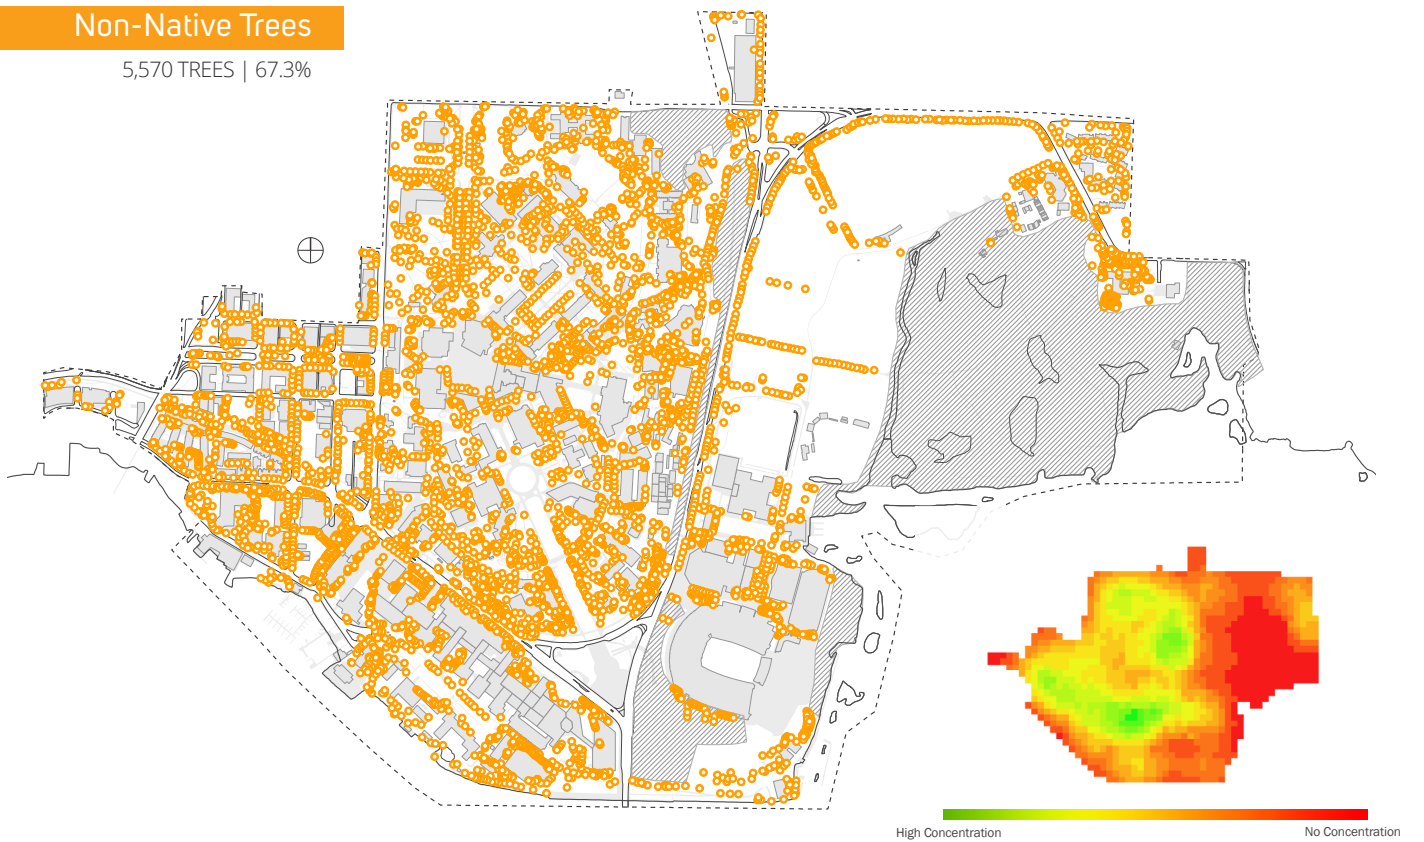 Non-Native Trees
5,570 TREES | 67.3%
High Concentration
No Concentration